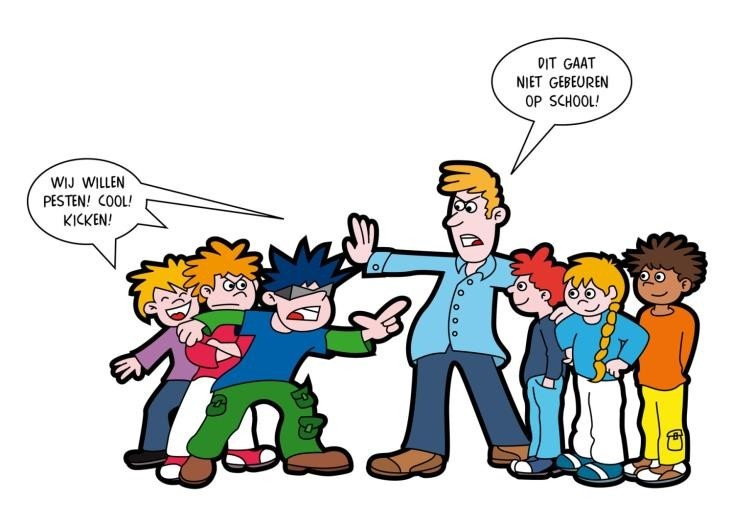 WIJ WILLEN
PESTEN! COOL!
KICKEN!
DIT GAAT
NIET GEBEUREN
OP SCHOOL!